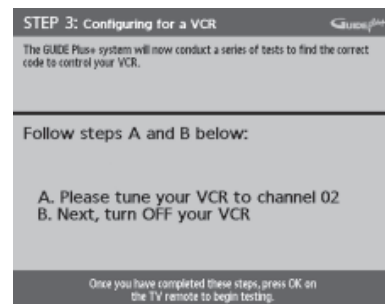 STEP 3: Configuring for a VCR
GUIDE Plus+
The GUIDE Plus+ system will now conduct a series of tests to find the correct
code to control your VCR.
Follow steps A and B below:
A. Please tune your VCR to channel 02
B. Next, turn OFF your VCR
Once you have completed these steps, press OK on
the TV remote to begin testing.